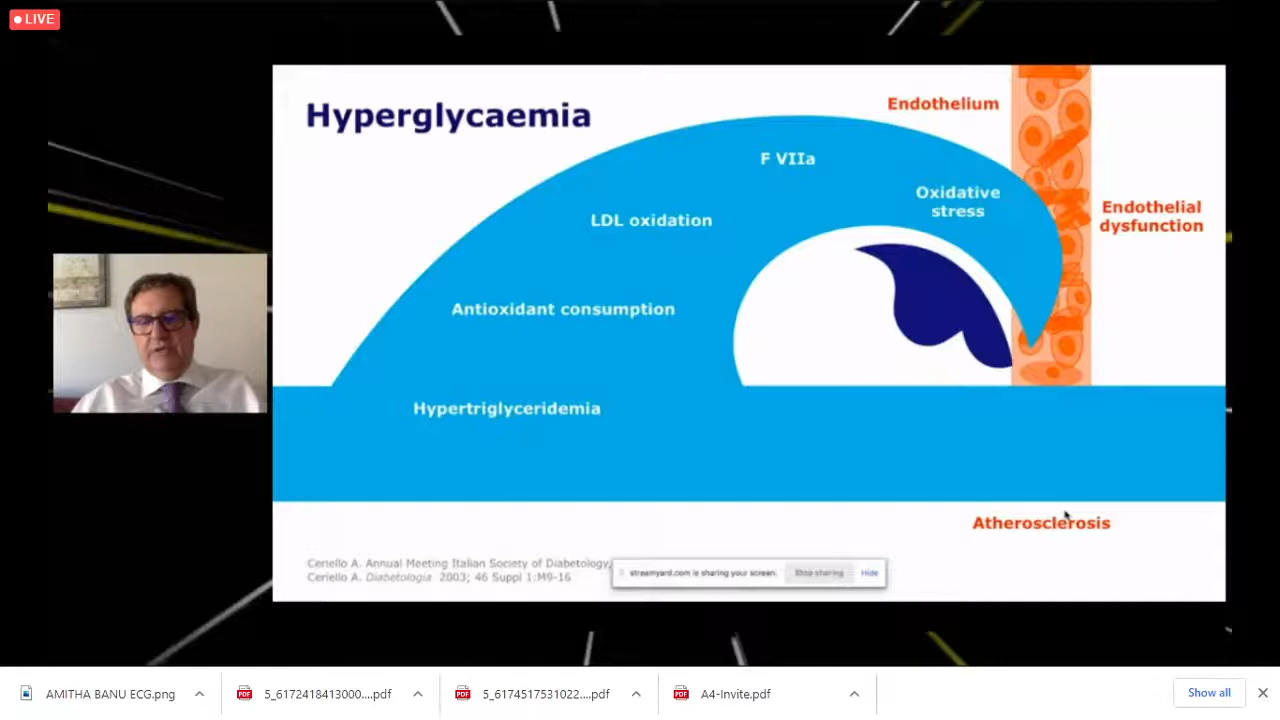 LIVE
Hyperglycaemia
Endothelium
F VIIa
Oxidative
stress
LDL oxidation
Endothelial
dysfunction
Antioxidant consumption
Hypertriglyceridemia
Atherosclerosis
Ceriello A. Annual Meeting Italian Society of Diabetology,
Ceriello A. Diabetologia 2003; 46 Suppl 1:M9-16
streamyard.com is sharing your screen.
Stop sharing
Hide
AMITHA BANU ECG.png
5_6172418413000....pdf
5_6174517531022....pdf
A4-Invite.pdf
Show all